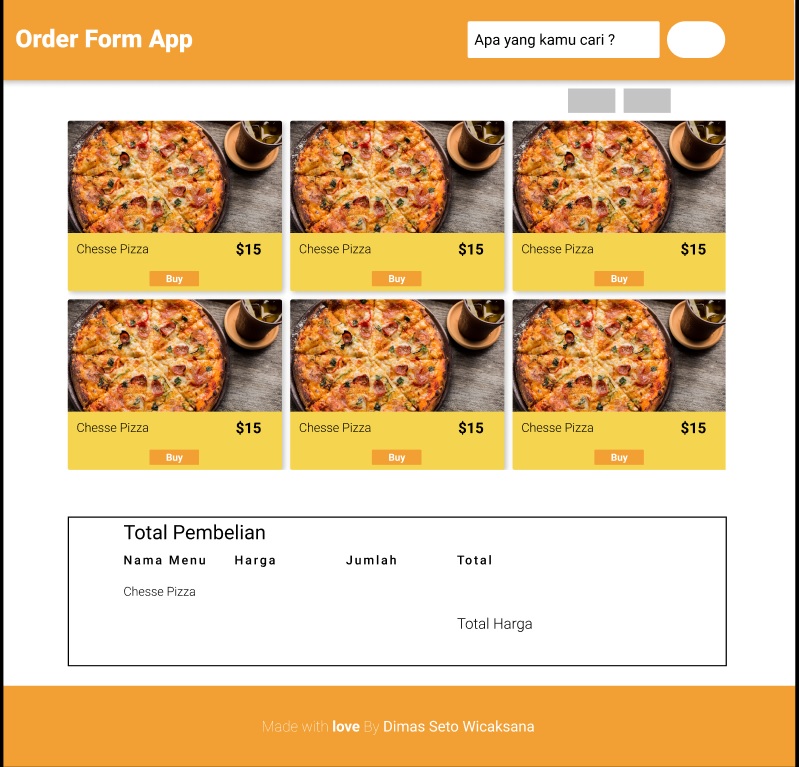 Order Form App
Apa yang kamu cari ?
Chesse Pizza $15
Buy
Chesse Pizza $15
Buy
Chesse Pizza $15
Buy
Chesse Pizza $15
Buy
Chesse Pizza $15
Buy
Chesse Pizza $15
Buy
Total Pembelian
Nama Menu Harga Jumlah Total
Chesse Pizza
Total Harga
Made with love By Dimas Seto Wicaksana